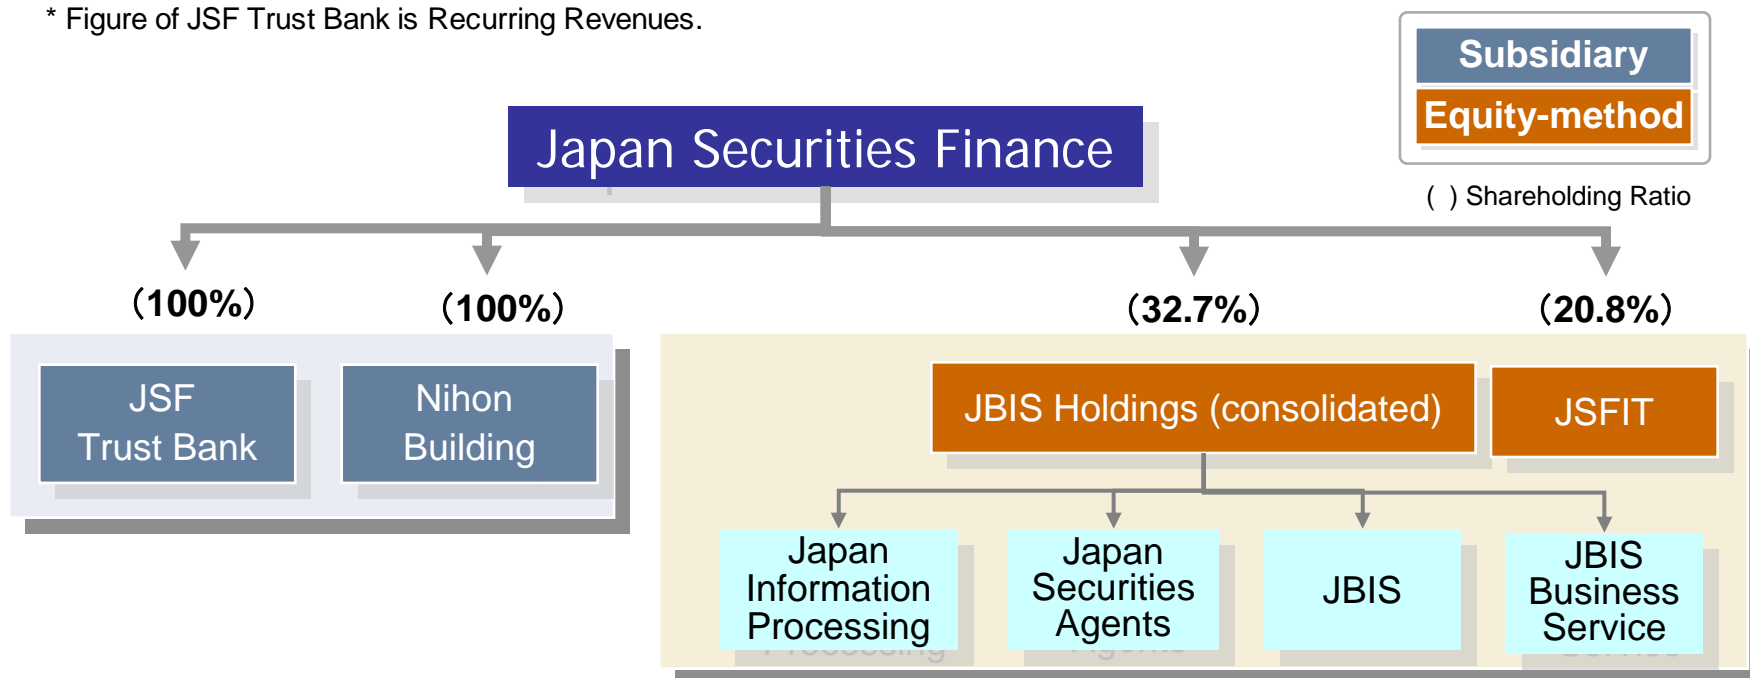 * Figure of JSF Trust Bank is Recurring Revenues.
Subsidiary
Equity-method
( ) Shareholding Ratio
Japan Securities Finance
(100%)
(100%)
(32.7%)
(20.8%)
JSF
Trust Bank
Nihon
Building
JBIS Holdings (consolidated)
JSFIT
Japan
Information
Processing
Japan
Securities
Agents
JBIS
JBIS
Business
Service